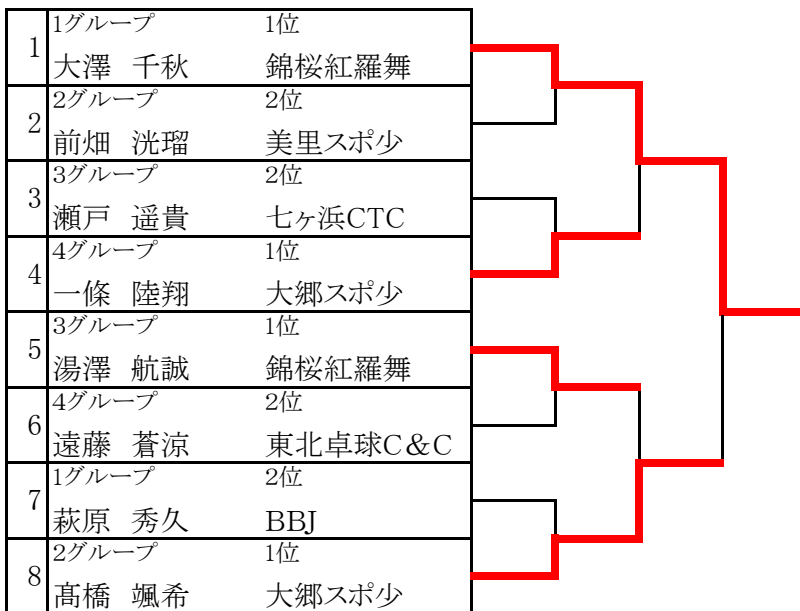 1グループ 1位
1 大澤 千秋 錦桜紅羅舞
2グループ 2位
2 前畑 洸瑠 美里スポ少
3グループ 2位
3 瀬戸 遥貴 七ヶ浜CTC
4グループ 1位
4 一條 陸翔 大郷スポ少
3グループ 1位
5 湯澤 航誠 錦桜紅羅舞
4グループ 2位
6 遠藤 蒼涼 東北卓球C&C
1グループ 2位
7 萩原 秀久 BBJ
2グループ 1位
8 髙橋 颯希 大郷スポ少